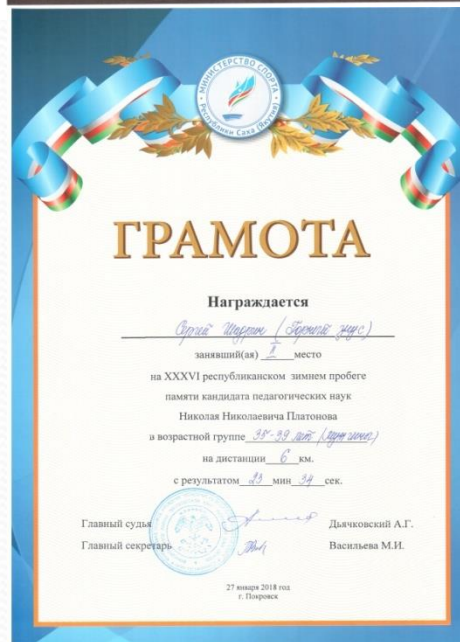 МИНИСТЕРСТВО СПОРТА
Республики Саха (Якутия)
ГРАМОТА
Награждается
Сергей Шадрин (Горный улус)
занявший(ая) II место
на XXXVI республиканском зимнем пробеге
памяти кандидата педагогических наук
Николая Николаевича Платонова
в возрастной группе 35-39 лет (мужчины)
на дистанции 6 км.
с результатом 23 мин 34 сек.
Главный судья Дьячковский А.Г.
Главный секретарь Васильева М.И.
27 января 2018 год
г. Покровск